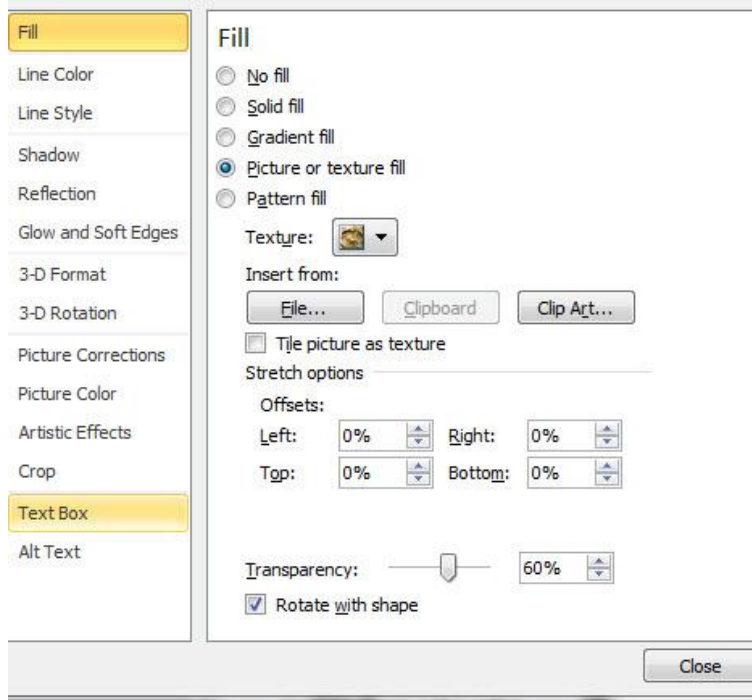 Fill
Line Color
Line Style
Shadow
Reflection
Glow and Soft Edges
3-D Format
3-D Rotation
Picture Corrections
Picture Color
Artistic Effects
Crop
Text Box
Alt Text
Fill
No fill
Solid fill
Gradient fill
Picture or texture fill
Pattern fill
Texture:
Insert from:
File... Clipboard Clip Art...
Tile picture as texture
Stretch options
Offsets:
Left: 0% Right: 0%
Top: 0% Bottom: 0%
Transparency: 60%
Rotate with shape
Close